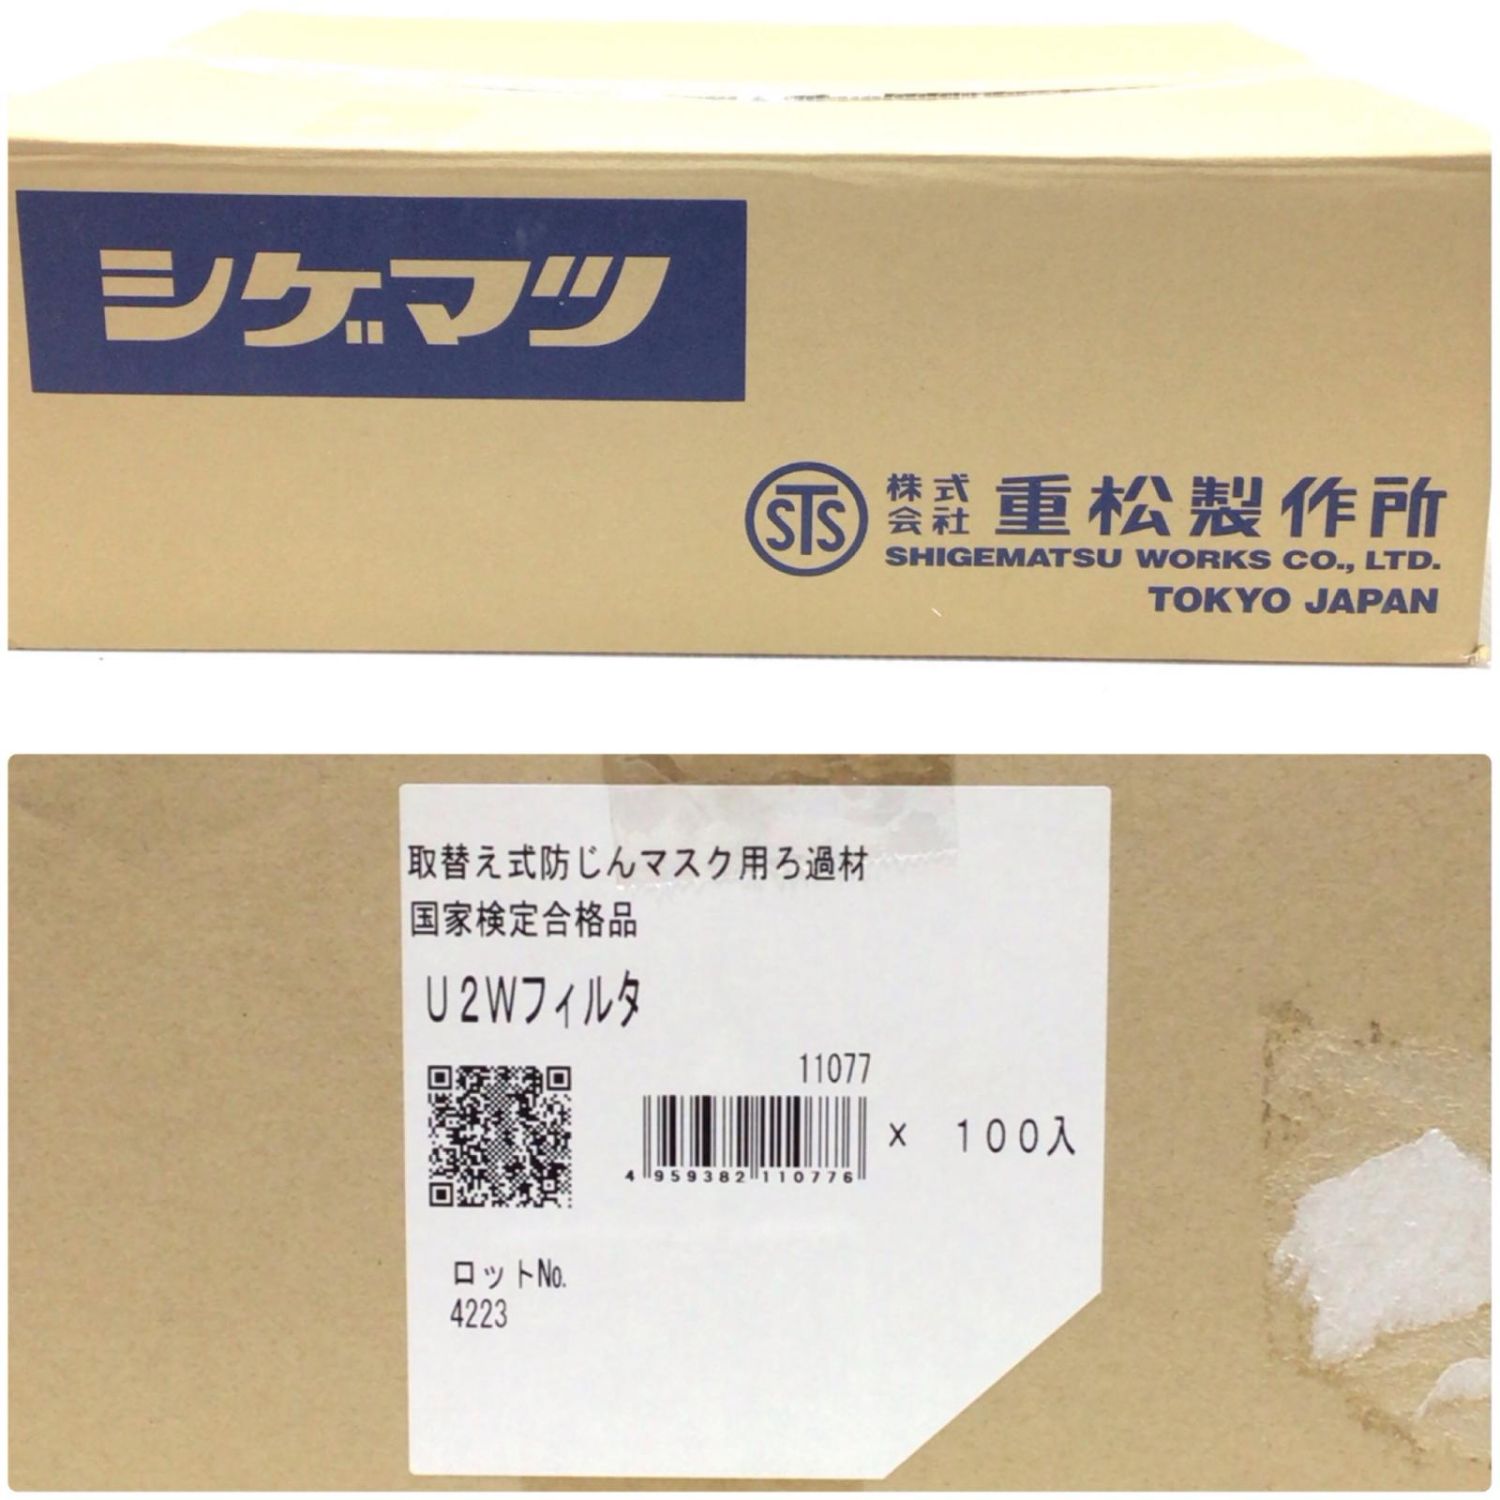 シゲマツ
STS
株式会社 重松製作所
SHIGEMATSU WORKS CO., LTD.
TOKYO JAPAN
取替え式防じんマスク用ろ過材
国家検定合格品
U2Wフィルタ
11077
× 100入
4 959382 110776
ロットNo.
4223